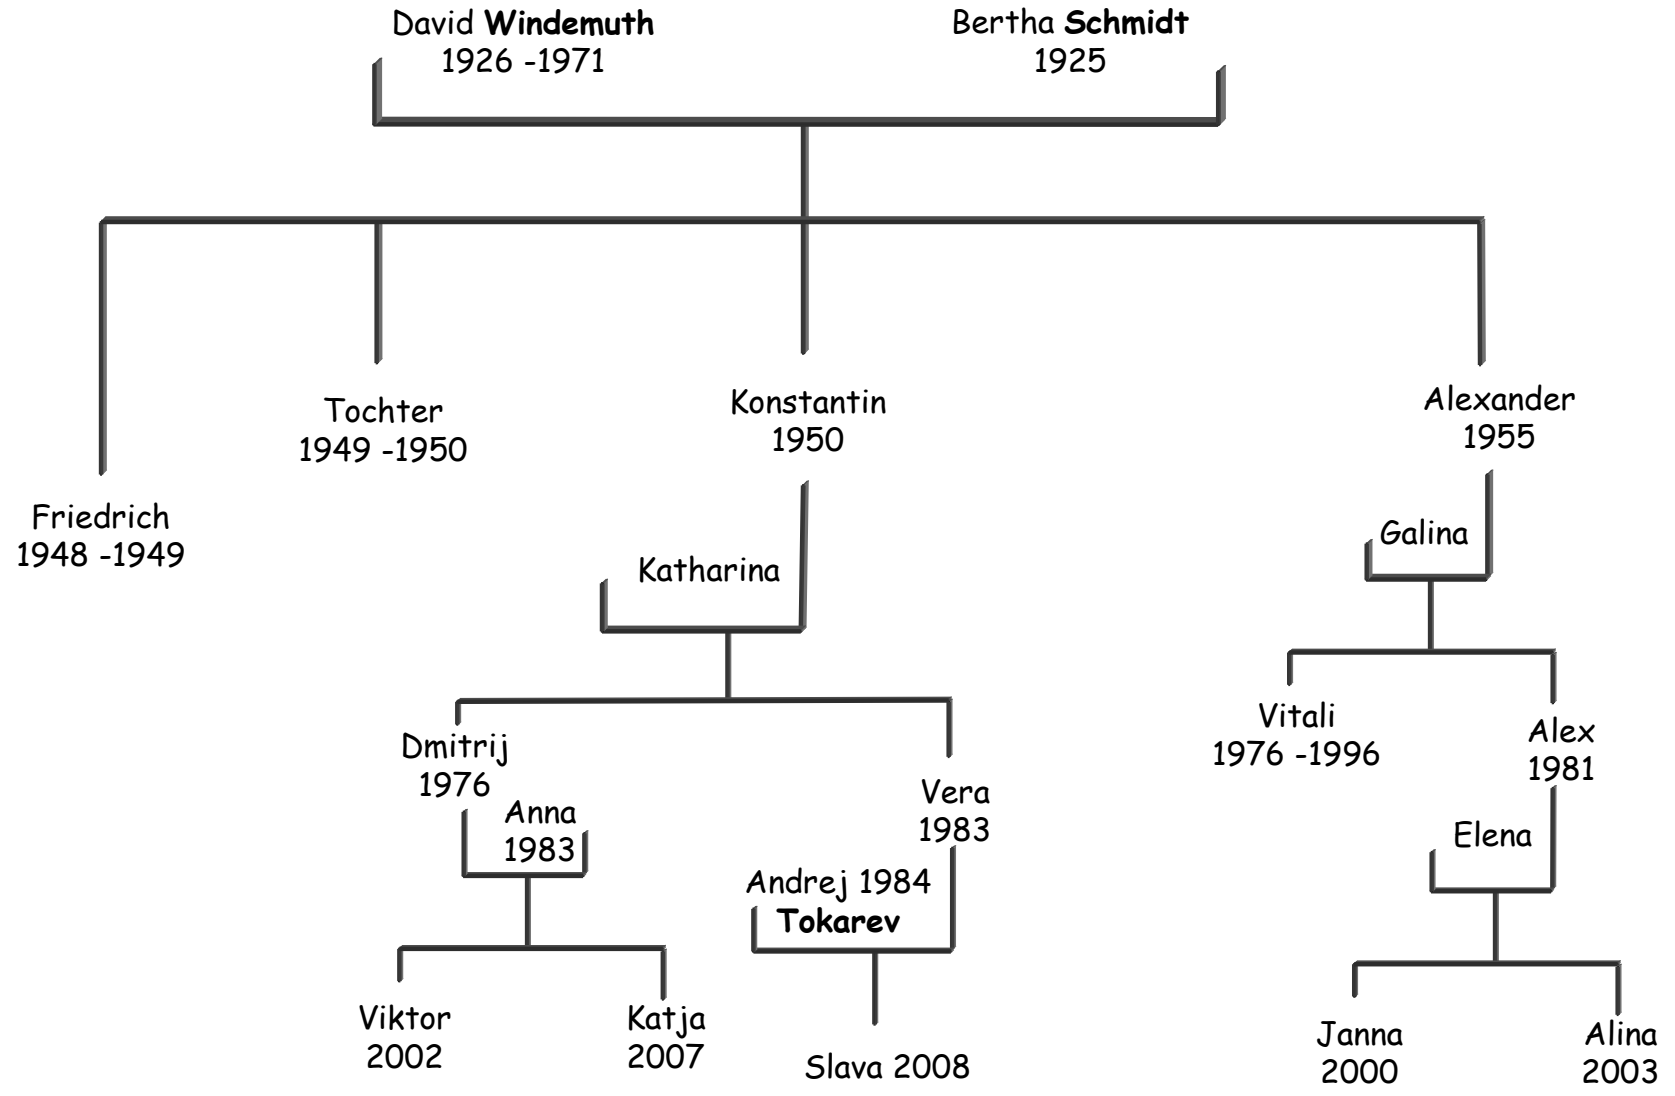 David Windemuth
1926 -1971
Bertha Schmidt
1925
Friedrich
1948 -1949
Tochter
1949 -1950
Konstantin
1950
Alexander
1955
Katharina
Galina
Dmitrij
1976
Anna
1983
Vera
1983
Andrej 1984
Tokarev
Vitali
1976 -1996
Alex
1981
Elena
Viktor
2002
Katja
2007
Slava 2008
Janna
2000
Alina
2003